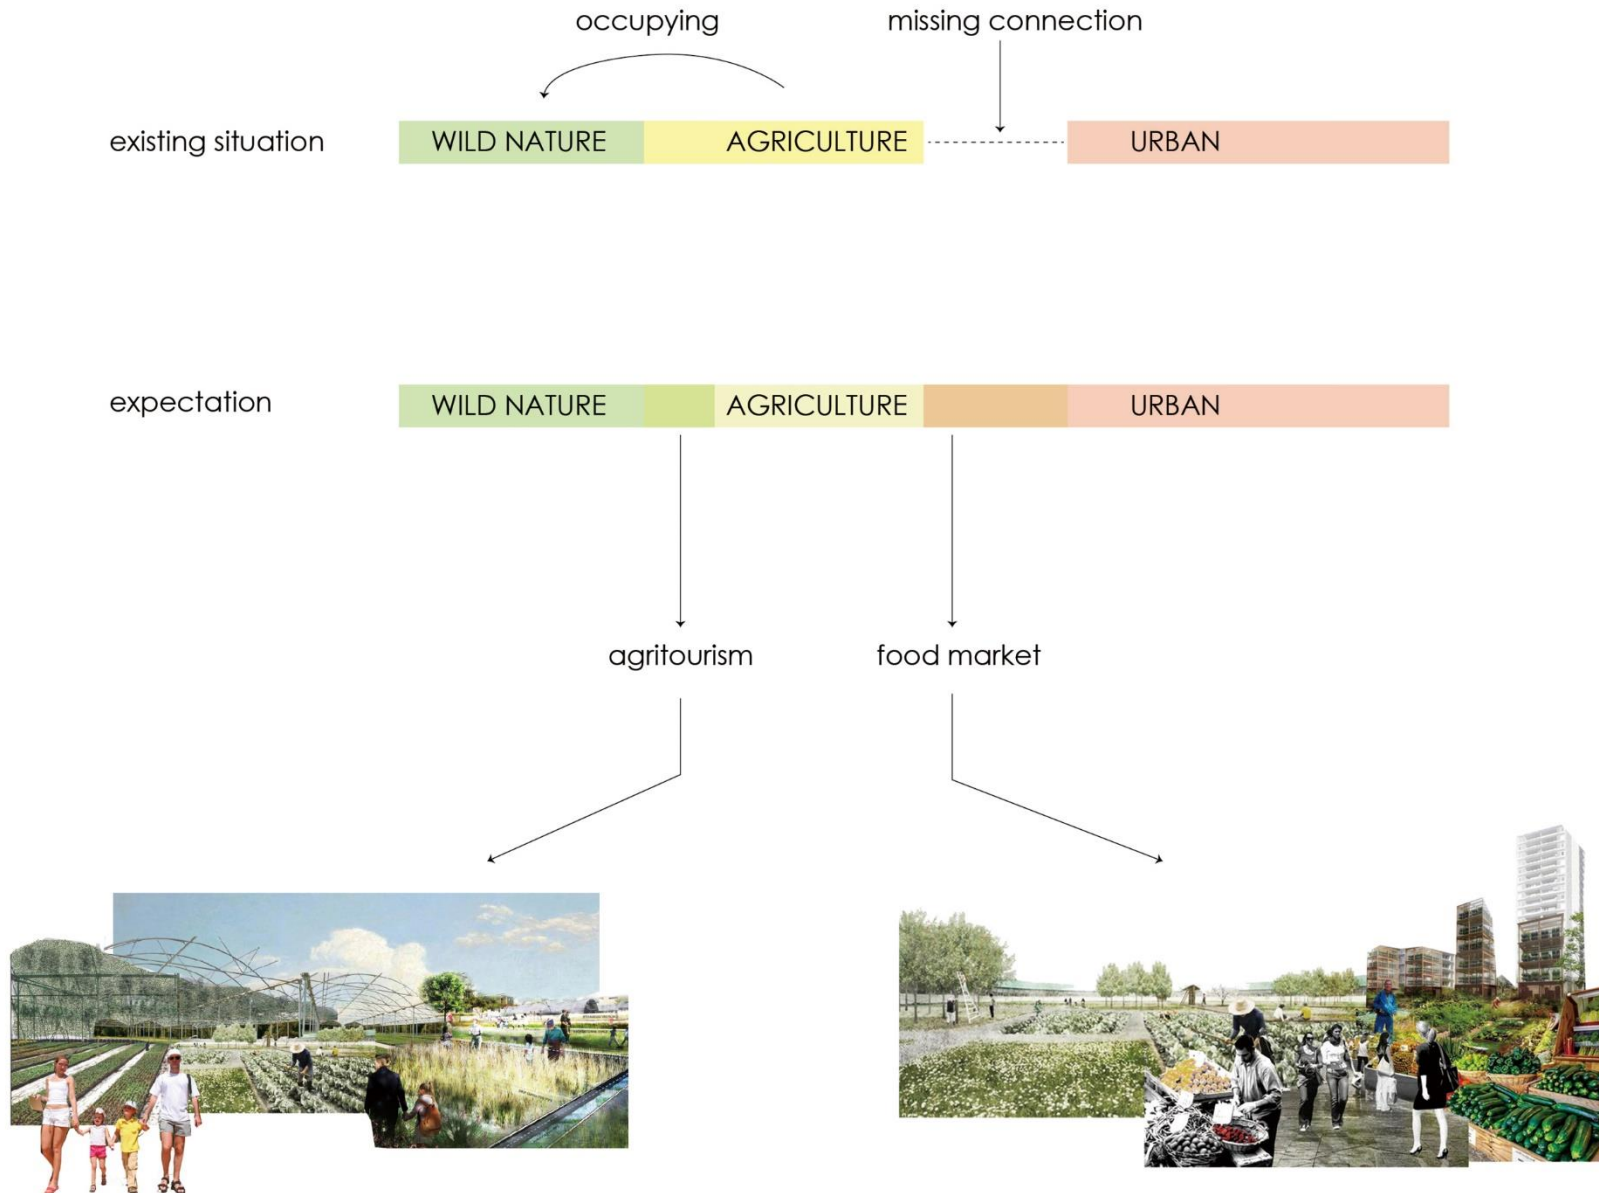 occupying
missing connection
existing situation
WILD NATURE
AGRICULTURE
URBAN
expectation
WILD NATURE
AGRICULTURE
URBAN
agritourism
food market